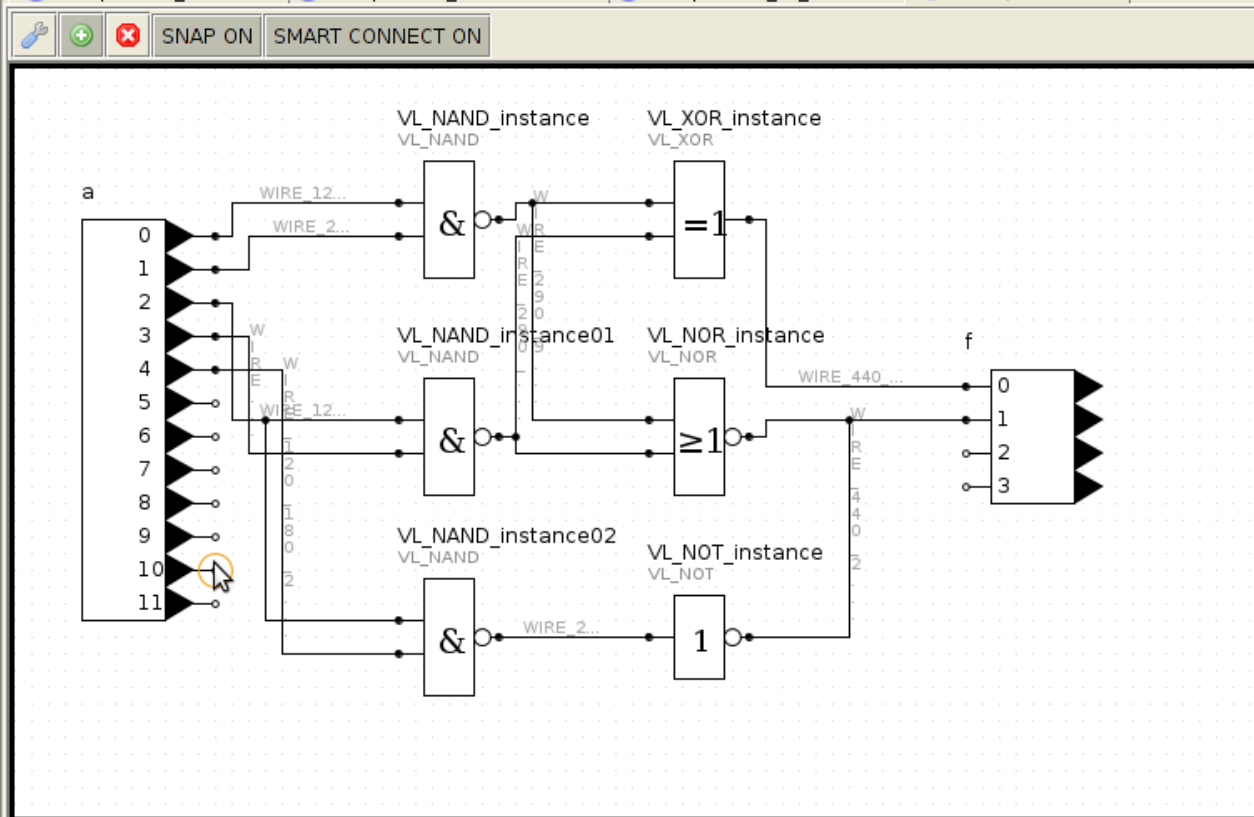 SNAP ON SMART CONNECT ON
VL_NAND_instance
VL_NAND
VL_XOR_instance
VL_XOR
a
WIRE_12...
WIRE_2...
0
1
2
3
4
5
6
7
8
9
10
11
&
=1
VL_NAND_instance01
VL_NAND
VL_NOR_instance
VL_NOR
WIRE_12...
&
≥1
WIRE_440_...
f
0
1
2
3
VL_NAND_instance02
VL_NAND
VL_NOT_instance
VL_NOT
&
WIRE_2...
1